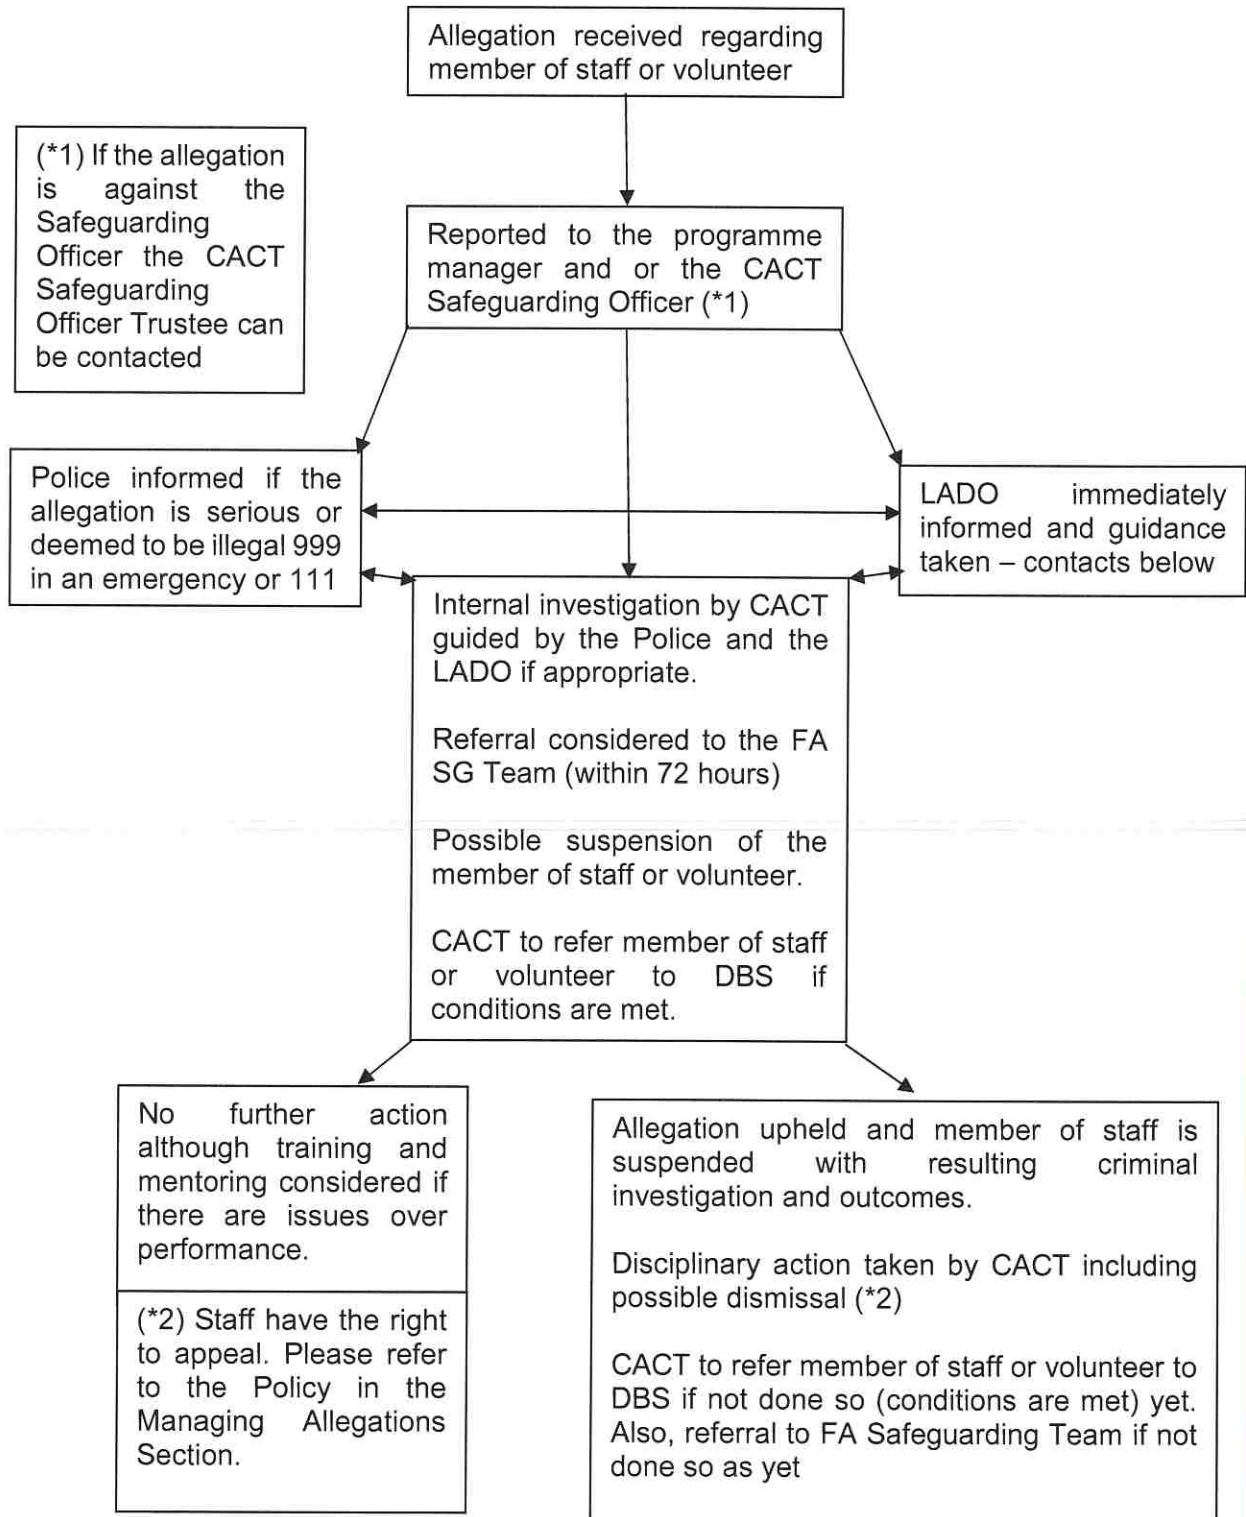 Allegation received regarding
member of staff or volunteer
(*1) If the allegation
is against the
Safeguarding
Officer the CACT
Safeguarding
Officer Trustee can
be contacted
Reported to the programme
manager and or the CACT
Safeguarding Officer (*1)
Police informed if the
allegation is serious or
deemed to be illegal 999
in an emergency or 111
LADO immediately
informed and guidance
taken – contacts below
Internal investigation by CACT
guided by the Police and the
LADO if appropriate.
Referral considered to the FA
SG Team (within 72 hours)
Possible suspension of the
member of staff or volunteer.
CACT to refer member of staff
or volunteer to DBS if
conditions are met.
No further action
although training and
mentoring considered if
there are issues over
performance.
(*2) Staff have the right
to appeal. Please refer
to the Policy in the
Managing Allegations
Section.
Allegation upheld and member of staff is
suspended with resulting criminal
investigation and outcomes.
Disciplinary action taken by CACT including
possible dismissal (*2)
CACT to refer member of staff or volunteer to
DBS if not done so (conditions are met) yet.
Also, referral to FA Safeguarding Team if not
done so as yet